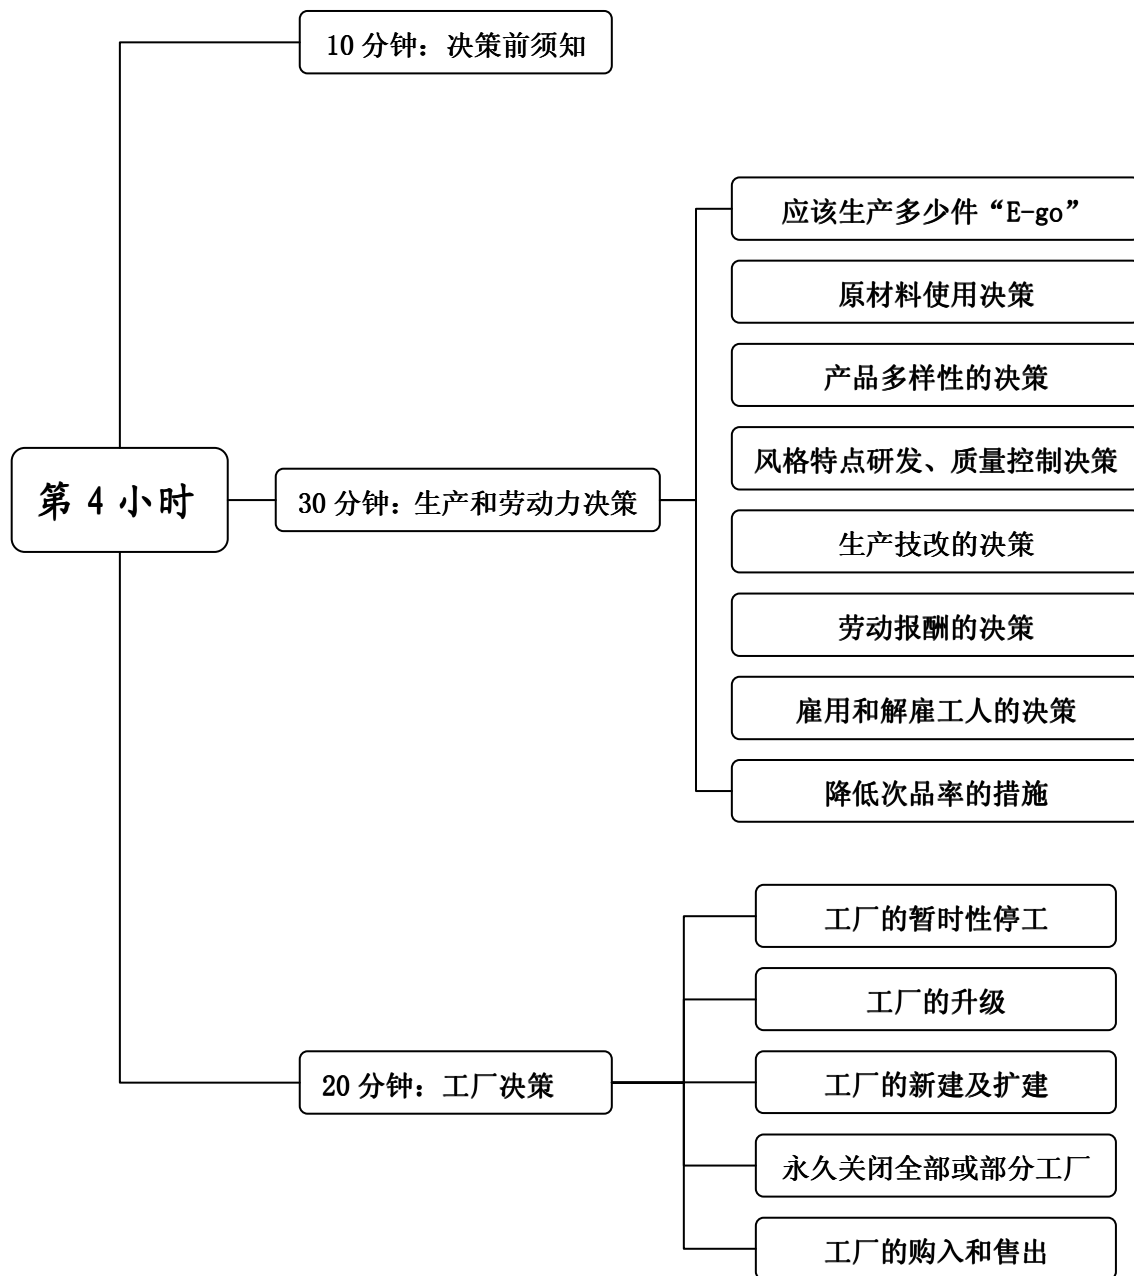 10 分钟：决策前须知
应该生产多少件“E-go”
原材料使用决策
产品多样性的决策
风格特点研发、质量控制决策
第 4 小时
30 分钟：生产和劳动力决策
生产技改的决策
劳动报酬的决策
雇用和解雇工人的决策
降低次品率的措施
工厂的暂时性停工
工厂的升级
20 分钟：工厂决策
工厂的新建及扩建
永久关闭全部或部分工厂
工厂的购入和售出